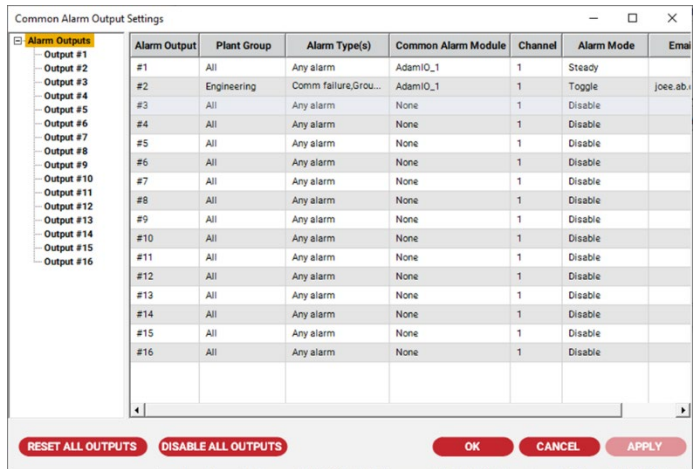 Common Alarm Output Settings
Alarm Outputs
Output #1
Output #2
Output #3
Output #4
Output #5
Output #6
Output #7
Output #8
Output #9
Output #10
Output #11
Output #12
Output #13
Output #14
Output #15
Output #16
Alarm Output Plant Group Alarm Type(s) Common Alarm Module Channel Alarm Mode Emai
#1 All Any alarm AdamIO_1 1 Steady
#2 Engineering Comm failure,Grou... AdamIO_1 1 Toggle joee.ab.
#3 All Any alarm None 1 Disable
#4 All Any alarm None 1 Disable
#5 All Any alarm None 1 Disable
#6 All Any alarm None 1 Disable
#7 All Any alarm None 1 Disable
#8 All Any alarm None 1 Disable
#9 All Any alarm None 1 Disable
#10 All Any alarm None 1 Disable
#11 All Any alarm None 1 Disable
#12 All Any alarm None 1 Disable
#13 All Any alarm None 1 Disable
#14 All Any alarm None 1 Disable
#15 All Any alarm None 1 Disable
#16 All Any alarm None 1 Disable
RESET ALL OUTPUTS DISABLE ALL OUTPUTS OK CANCEL APPLY